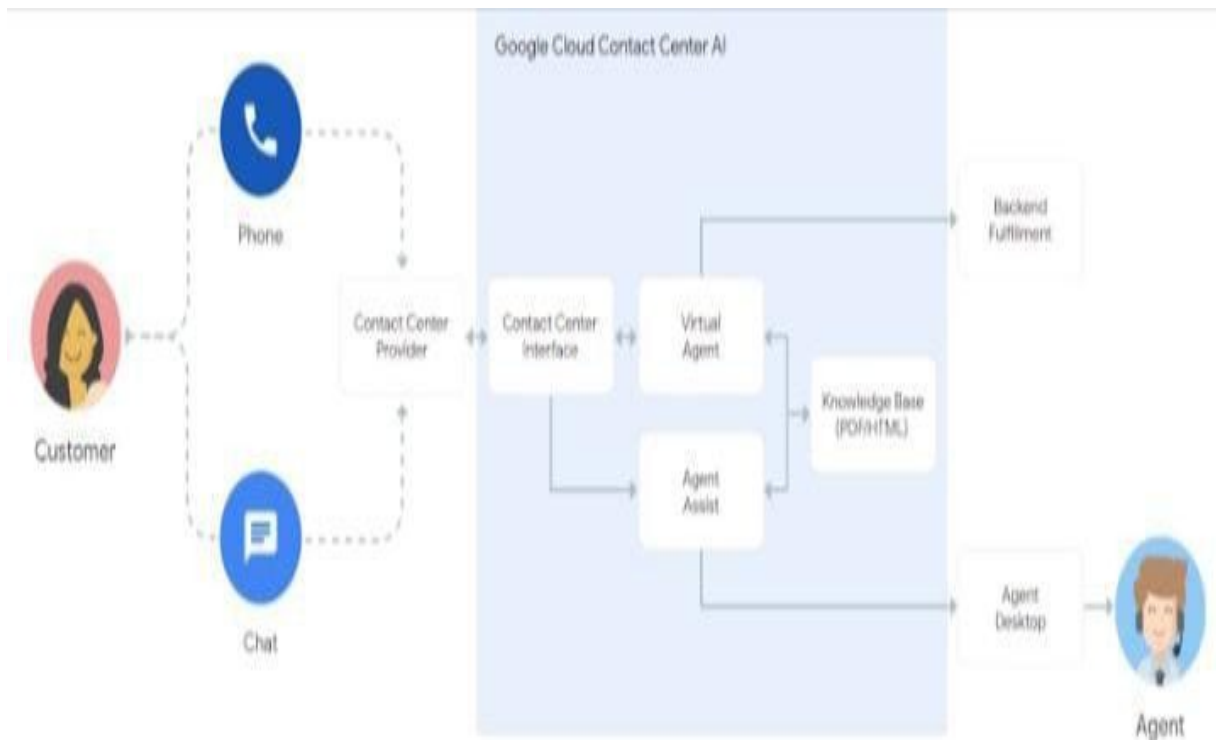 Google Cloud Contact Center AI
Phone
Backend
Fulfillment
Contact Center
Provider
Contact Center
Interface
Virtual
Agent
Knowledge Base
(PDF/HTML)
Customer
Agent
Assist
Chat
Agent
Desktop
Agent